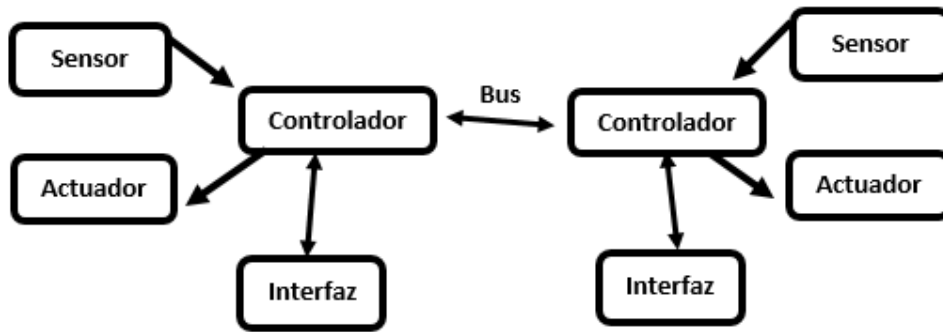 Sensor
Sensor
Bus
Controlador
Controlador
Actuador
Actuador
Interfaz
Interfaz